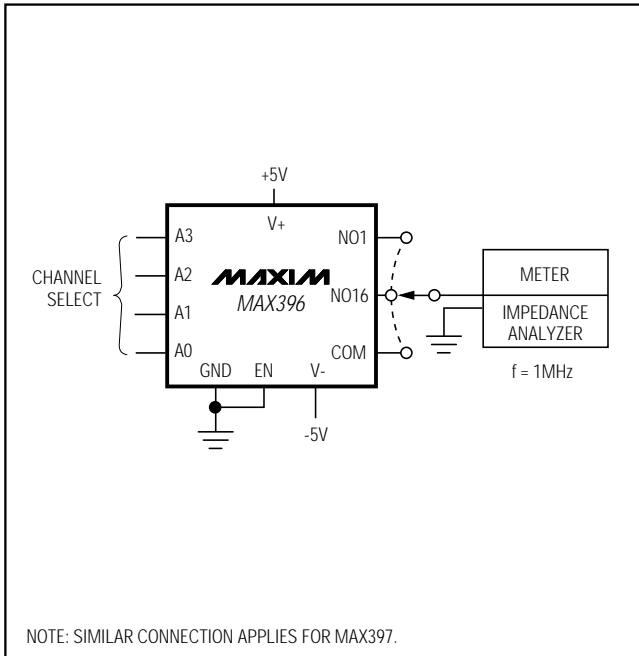 +5V
V+
A3
NO1
CHANNEL
SELECT
A2
MAXIM
MAX396
NO16
METER
IMPEDANCE
ANALYZER
A1
A0
COM
f = 1MHz
GND
EN
V-
-5V
NOTE: SIMILAR CONNECTION APPLIES FOR MAX397.